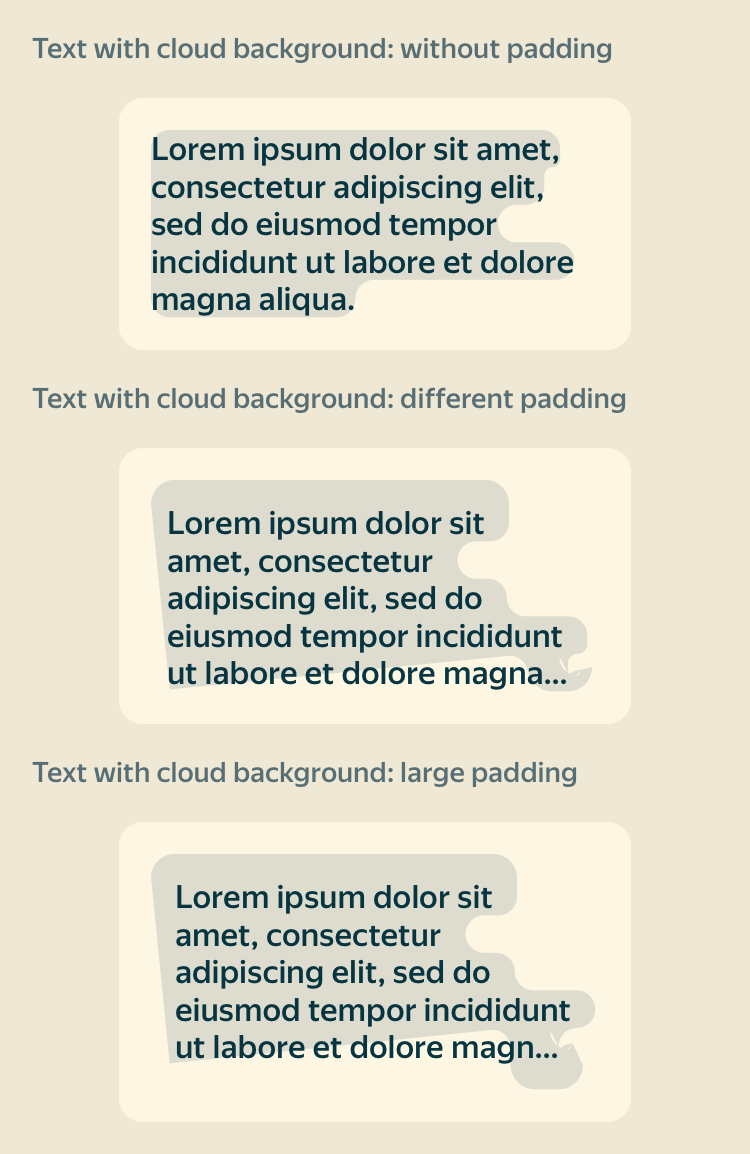 Text with cloud background: without padding
Lorem ipsum dolor sit amet,
consectetur adipiscing elit,
sed do eiusmod tempor
incididunt ut labore et dolore
magna aliqua.
Text with cloud background: different padding
Lorem ipsum dolor sit
amet, consectetur
adipiscing elit, sed do
eiusmod tempor incididunt
ut labore et dolore magna...
Text with cloud background: large padding
Lorem ipsum dolor sit
amet, consectetur
adipiscing elit, sed do
eiusmod tempor incididunt
ut labore et dolore magn...